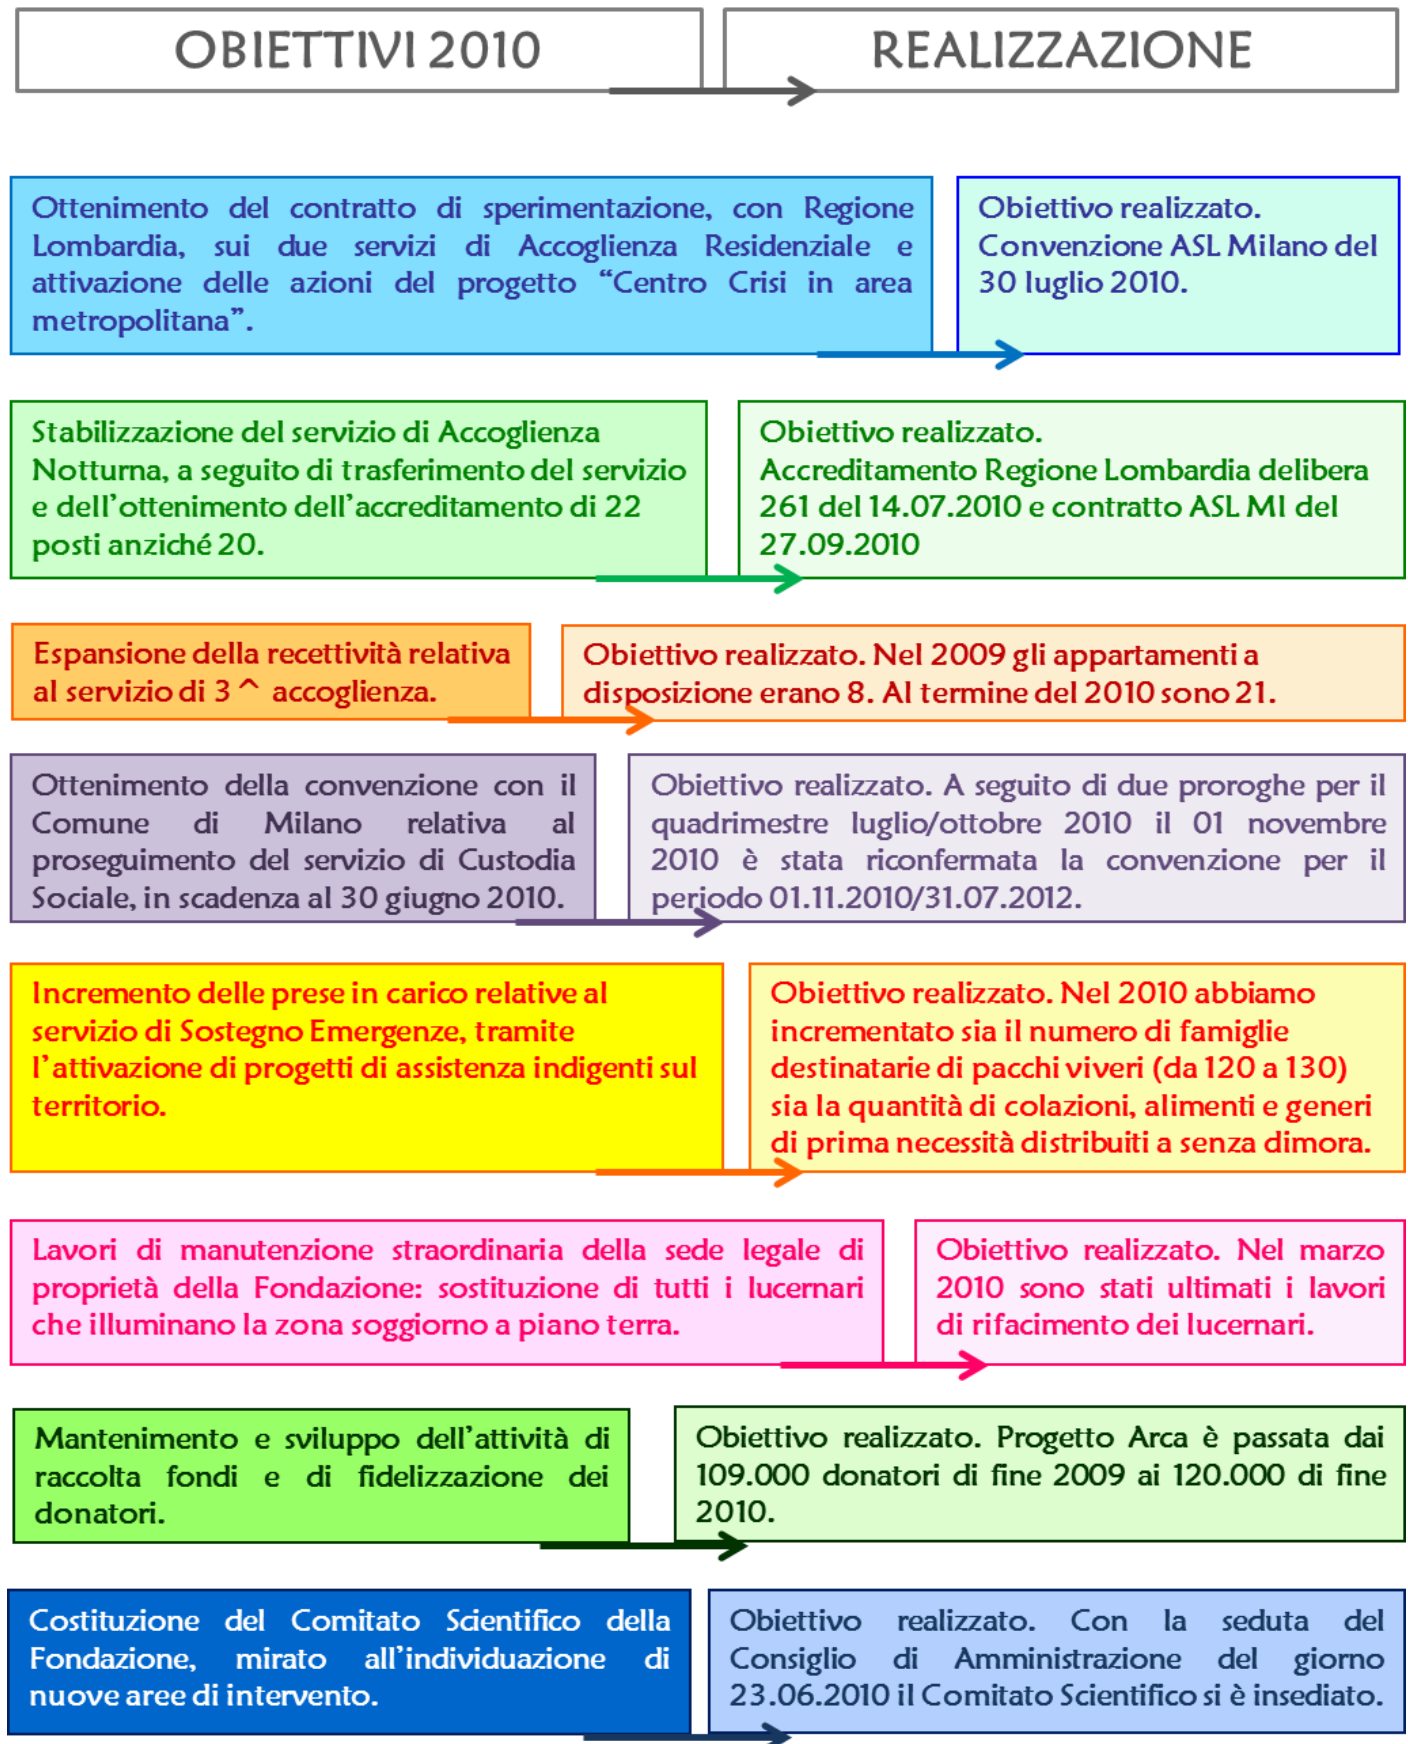 OBIETTIVI 2010
REALIZZAZIONE
Ottenimento del contratto di sperimentazione, con Regione
Lombardia, sui due servizi di Accoglienza Residenziale e
attivazione delle azioni del progetto “Centro Crisi in area
metropolitana”.
Obiettivo realizzato.
Convenzione ASL Milano del
30 luglio 2010.
Stabilizzazione del servizio di Accoglienza
Notturna, a seguito di trasferimento del servizio
e dell’ottenimento dell’accreditamento di 22
posti anziché 20.
Obiettivo realizzato.
Accreditamento Regione Lombardia delibera
261 del 14.07.2010 e contratto ASL MI del
27.09.2010
Espansione della recettività relativa
al servizio di 3^ accoglienza.
Obiettivo realizzato. Nel 2009 gli appartamenti a
disposizione erano 8. Al termine del 2010 sono 21.
Ottenimento della convenzione con il
Comune di Milano relativa al
proseguimento del servizio di Custodia
Sociale, in scadenza al 30 giugno 2010.
Obiettivo realizzato. A seguito di due proroghe per il
quadrimestre luglio/ottobre 2010 il 01 novembre
2010 è stata riconfermata la convenzione per il
periodo 01.11.2010/31.07.2012.
Incremento delle prese in carico relative al
servizio di Sostegno Emergenze, tramite
l’attivazione di progetti di assistenza indigenti sul
territorio.
Obiettivo realizzato. Nel 2010 abbiamo
incrementato sia il numero di famiglie
destinatarie di pacchi viveri (da 120 a 130)
sia la quantità di colazioni, alimenti e generi
di prima necessità distribuiti a senza dimora.
Lavori di manutenzione straordinaria della sede legale di
proprietà della Fondazione: sostituzione di tutti i lucernari
che illuminano la zona soggiorno a piano terra.
Obiettivo realizzato. Nel marzo
2010 sono stati ultimati i lavori
di rifacimento dei lucernari.
Mantenimento e sviluppo dell’attività di
raccolta fondi e di fidelizzazione dei
donatori.
Obiettivo realizzato. Progetto Arca è passata dai
109.000 donatori di fine 2009 ai 120.000 di fine
2010.
Costituzione del Comitato Scientifico della
Fondazione, mirato all’individuazione di
nuove aree di intervento.
Obiettivo realizzato. Con la seduta del
Consiglio di Amministrazione del giorno
23.06.2010 il Comitato Scientifico si è insediato.